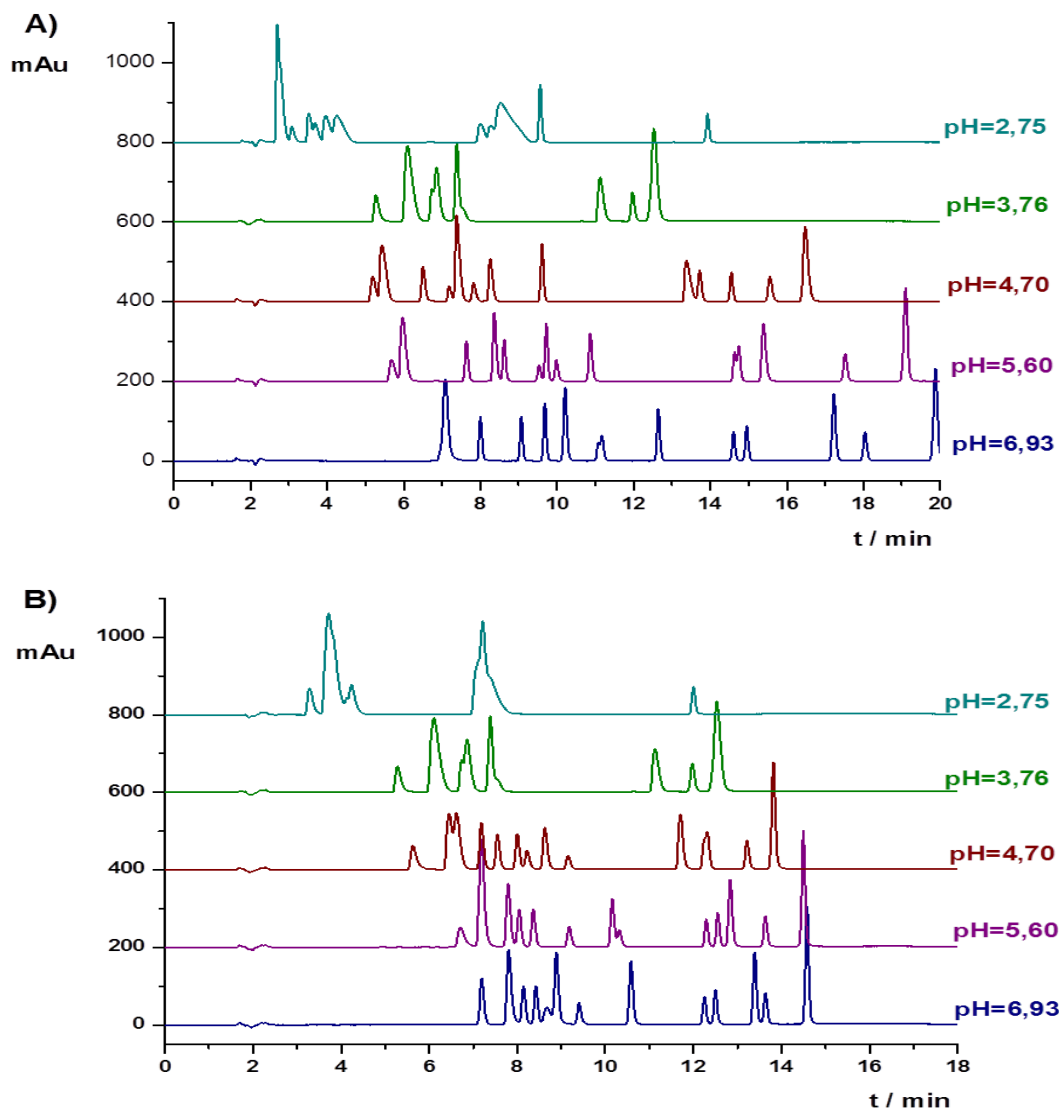 A)
mAu
1000
800
600
400
200
0
pH=2,75
pH=3,76
pH=4,70
pH=5,60
pH=6,93
0 2 4 6 8 10 12 14 16 18 20
t / min
B)
mAu
1000
800
600
400
200
0
pH=2,75
pH=3,76
pH=4,70
pH=5,60
pH=6,93
0 2 4 6 8 10 12 14 16 18
t / min